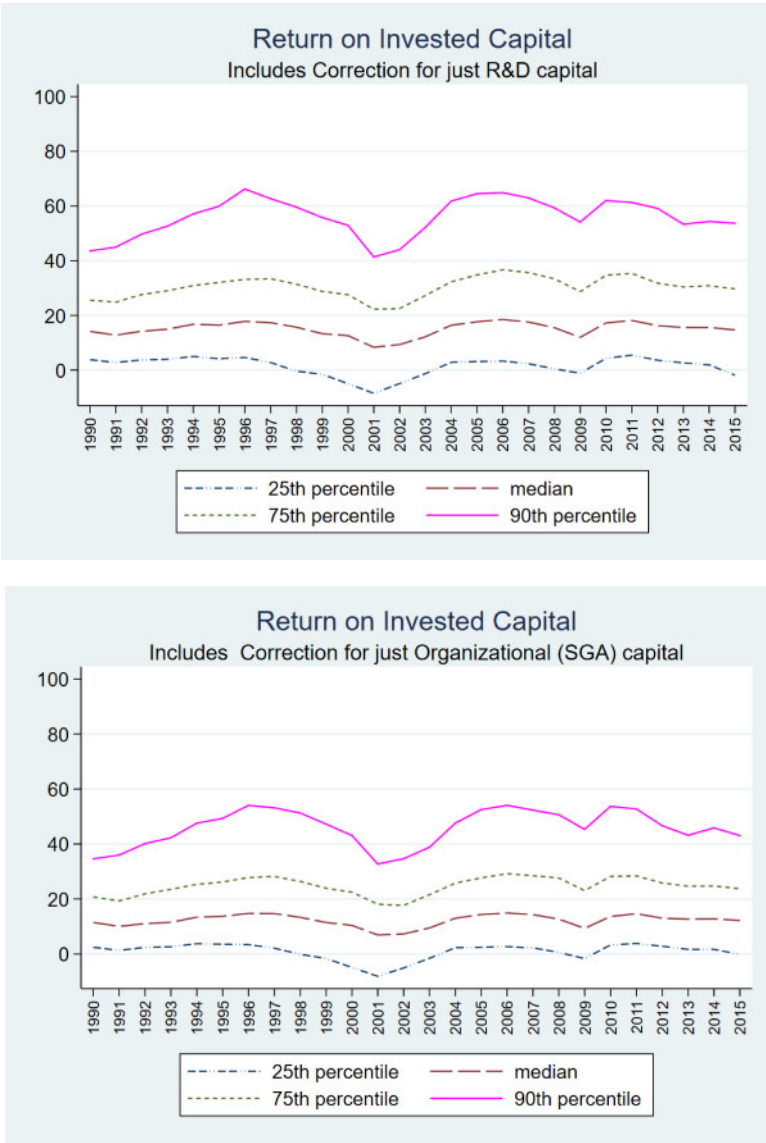 Return on Invested Capital
Includes Correction for just R&D capital
100
80
60
40
20
0
1990 1991 1992 1993 1994 1995 1996 1997 1998 1999 2000 2001 2002 2003 2004 2005 2006 2007 2008 2009 2010 2011 2012 2013 2014 2015
25th percentile median
75th percentile 90th percentile
Return on Invested Capital
Includes Correction for just Organizational (SGA) capital
100
80
60
40
20
0
1990 1991 1992 1993 1994 1995 1996 1997 1998 1999 2000 2001 2002 2003 2004 2005 2006 2007 2008 2009 2010 2011 2012 2013 2014 2015
25th percentile median
75th percentile 90th percentile